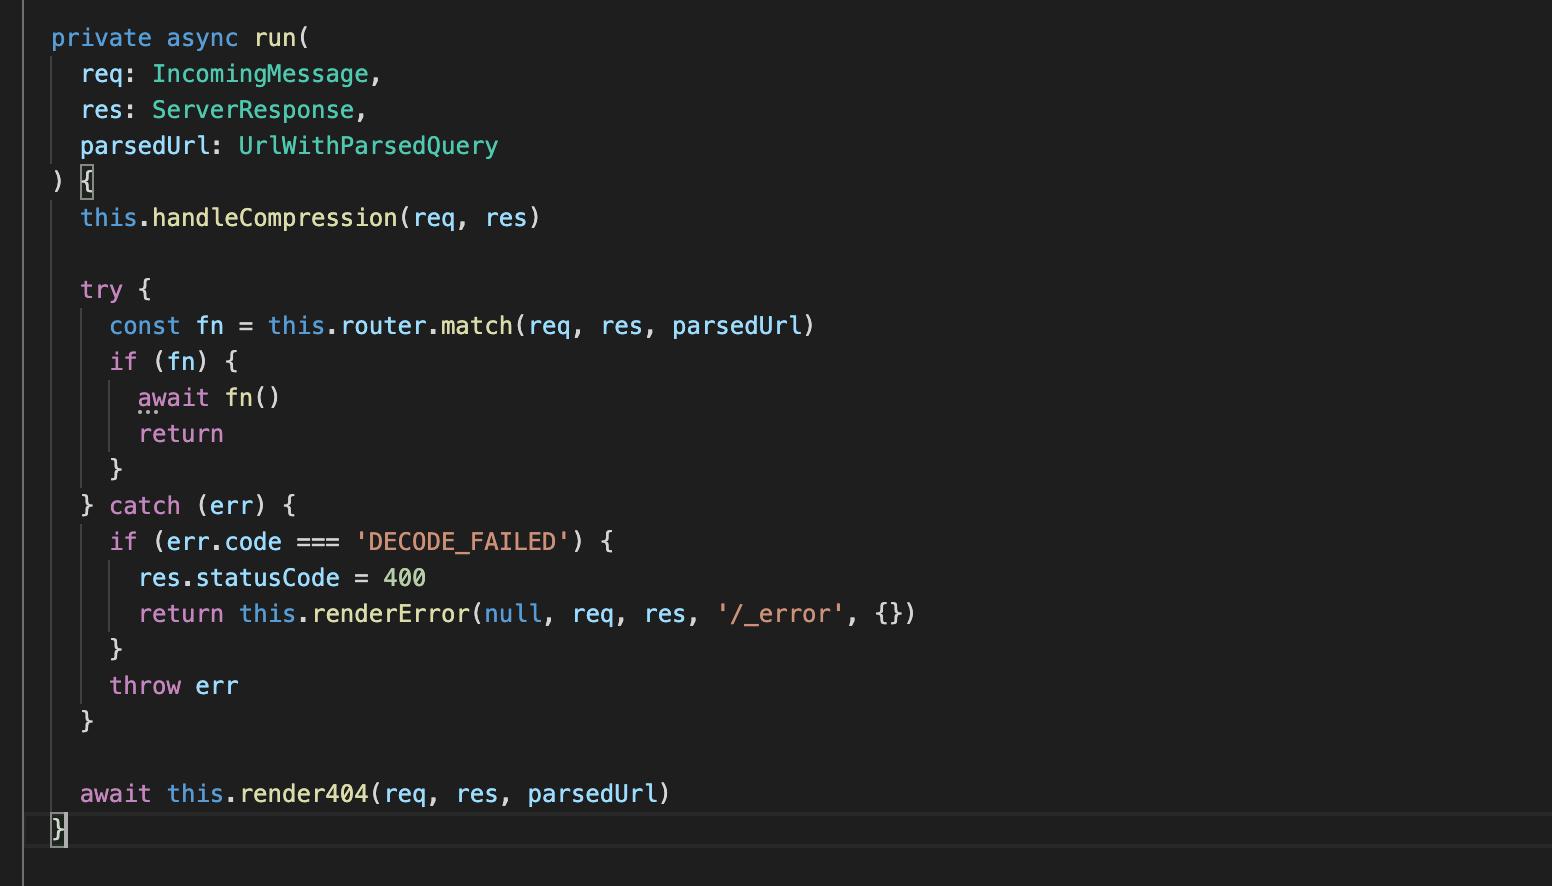 private async run(
  req: IncomingMessage,
  res: ServerResponse,
  parsedUrl: UrlWithParsedQuery
) {
  this.handleCompression(req, res)

  try {
    const fn = this.router.match(req, res, parsedUrl)
    if (fn) {
      await fn()
      return
    }
  } catch (err) {
    if (err.code === 'DECODE_FAILED') {
      res.statusCode = 400
      return this.renderError(null, req, res, '/_error', {})
    }
    throw err
  }

  await this.render404(req, res, parsedUrl)
}